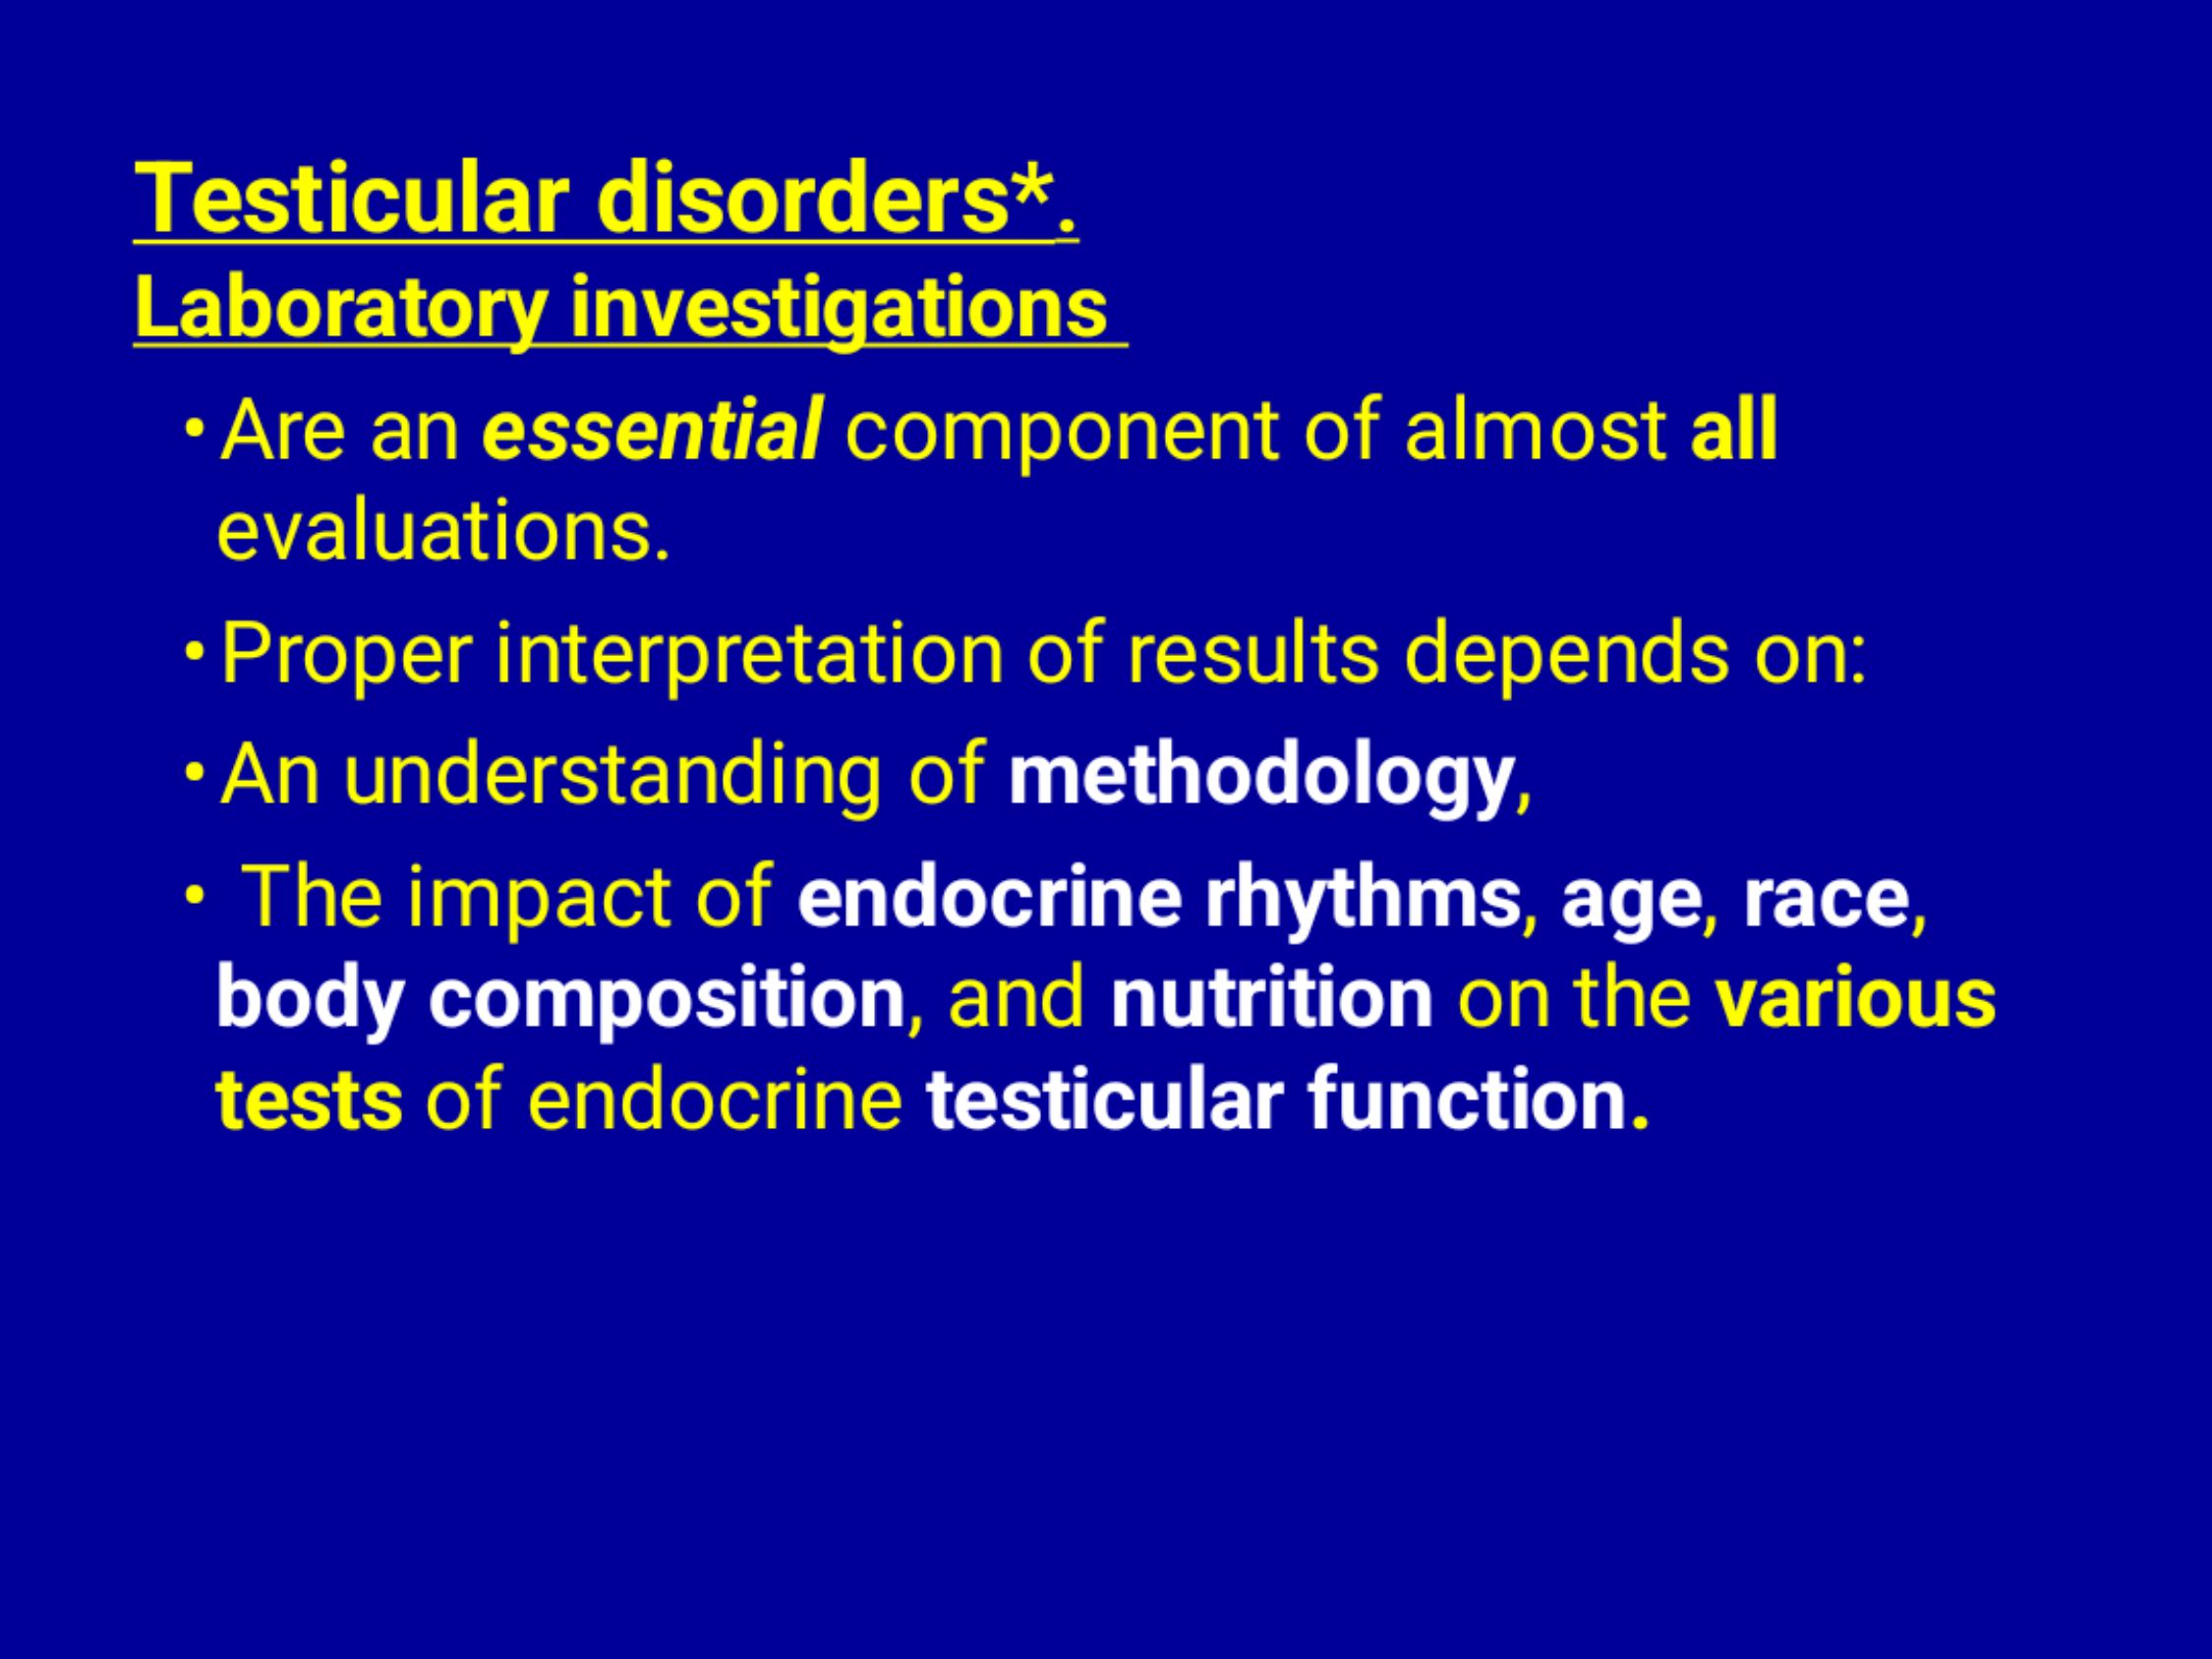 Testicular disorders*.
Laboratory investigations
• Are an essential component of almost all
evaluations.
• Proper interpretation of results depends on:
• An understanding of methodology,
• The impact of endocrine rhythms, age, race,
body composition, and nutrition on the various
tests of endocrine testicular function.